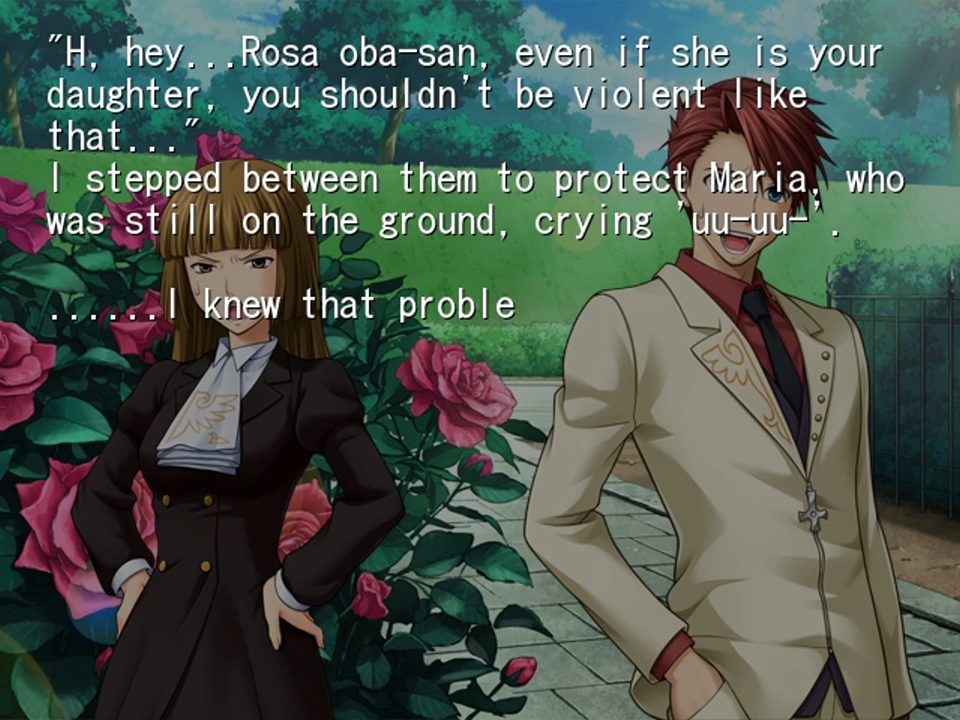 "H, hey...Rosa oba-san, even if she is your
daughter, you shouldn't be violent like
that..."
I stepped between them to protect Maria, who
was still on the ground, crying 'uu-uu-'.
......I knew that proble